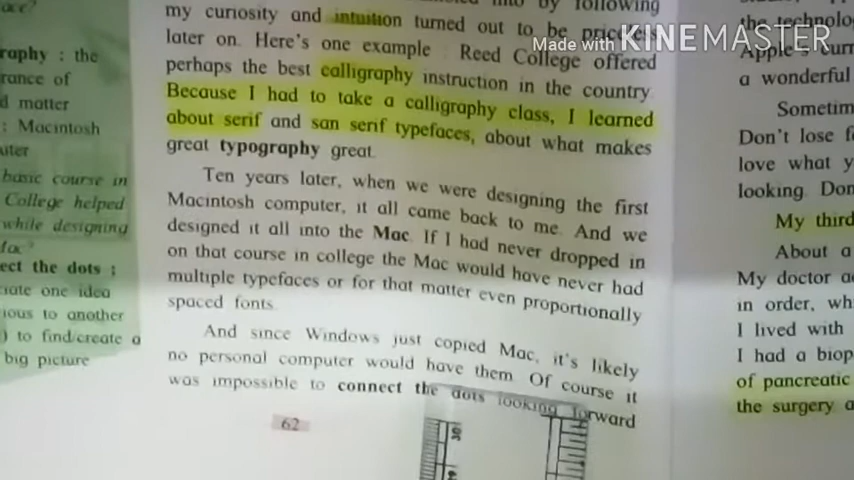 Made with KINEMASTER
by following
my curiosity and intuition turned out to be priceless
later on. Here's one example Reed College offered
perhaps the best calligraphy instruction in the country
Because I had to take a calligraphy class, I learned
about serif and san serif typefaces, about what makes
great typography great
Ten years later, when we were designing the first
Macintosh computer, it all came back to me And we
designed it all into the Mac. If I had never dropped in
on that course in college the Mac would have never had
multiple typefaces or for that matter even proportionally
spaced fonts
And since Windows just copied Mac, it's likely
no personal computer would have them Of course it
was impossible to connect the dots looking forward
62
raphy : the
rance of
d matter
: Macintosh
uter
basic course in
College helped
while designing
ect the dots :
one idea
ious to another
) to find/create a
big picture
the technolo
Apple's
a wonderful
Sometim
Don't lose f
love what y
looking. Don
My third
About a
My doctor a
in order, wh
I lived with
I had a biop
of pancreatic
the surgery a
30